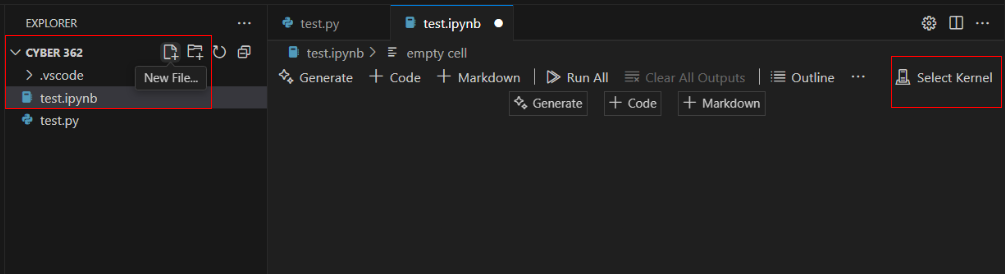 EXPLORER ...
CYBER 362
New File...
.vscode
test.ipynb
test.py
test.py
test.ipynb
test.ipynb > empty cell
Generate + Code + Markdown | Run All Clear All Outputs | Outline ... Select Kernel
Generate + Code + Markdown